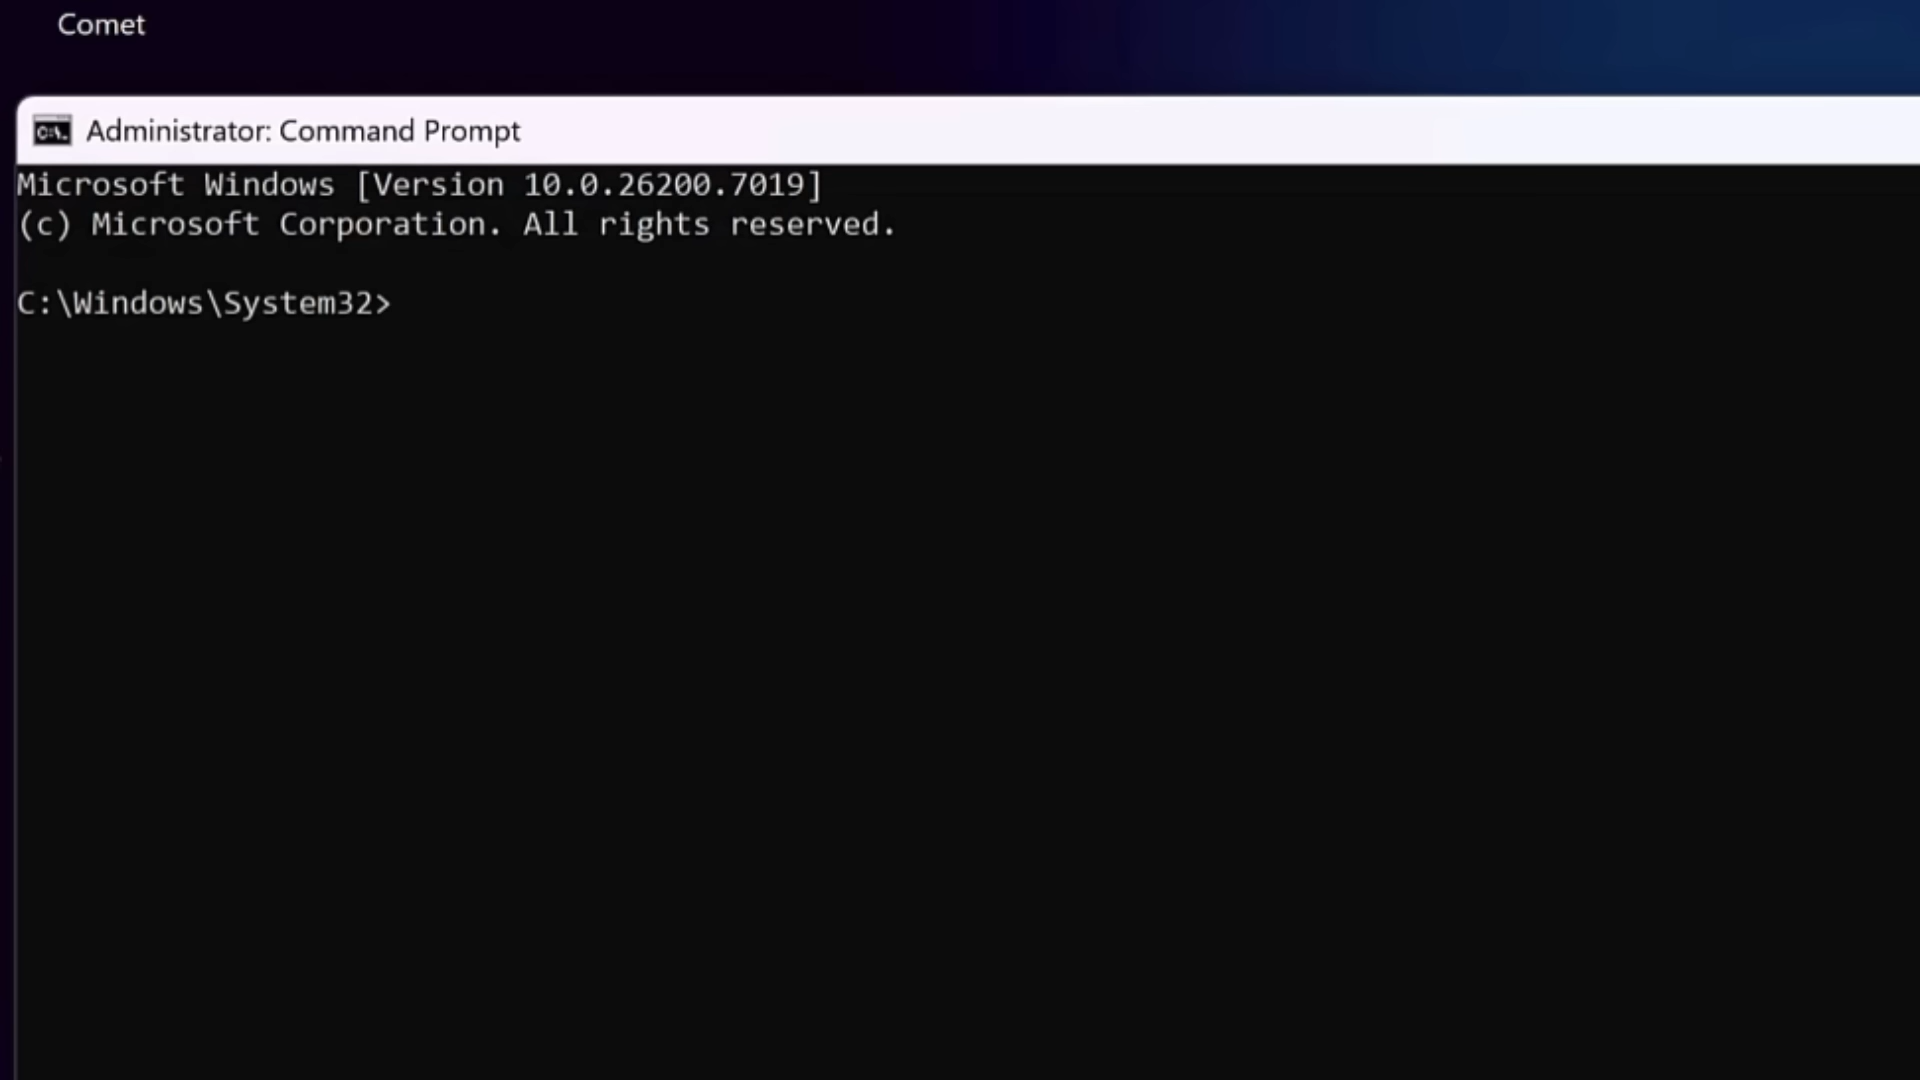 Comet
Administrator: Command Prompt
Microsoft Windows [Version 10.0.26200.7019]
(c) Microsoft Corporation. All rights reserved.
C:\Windows\System32>